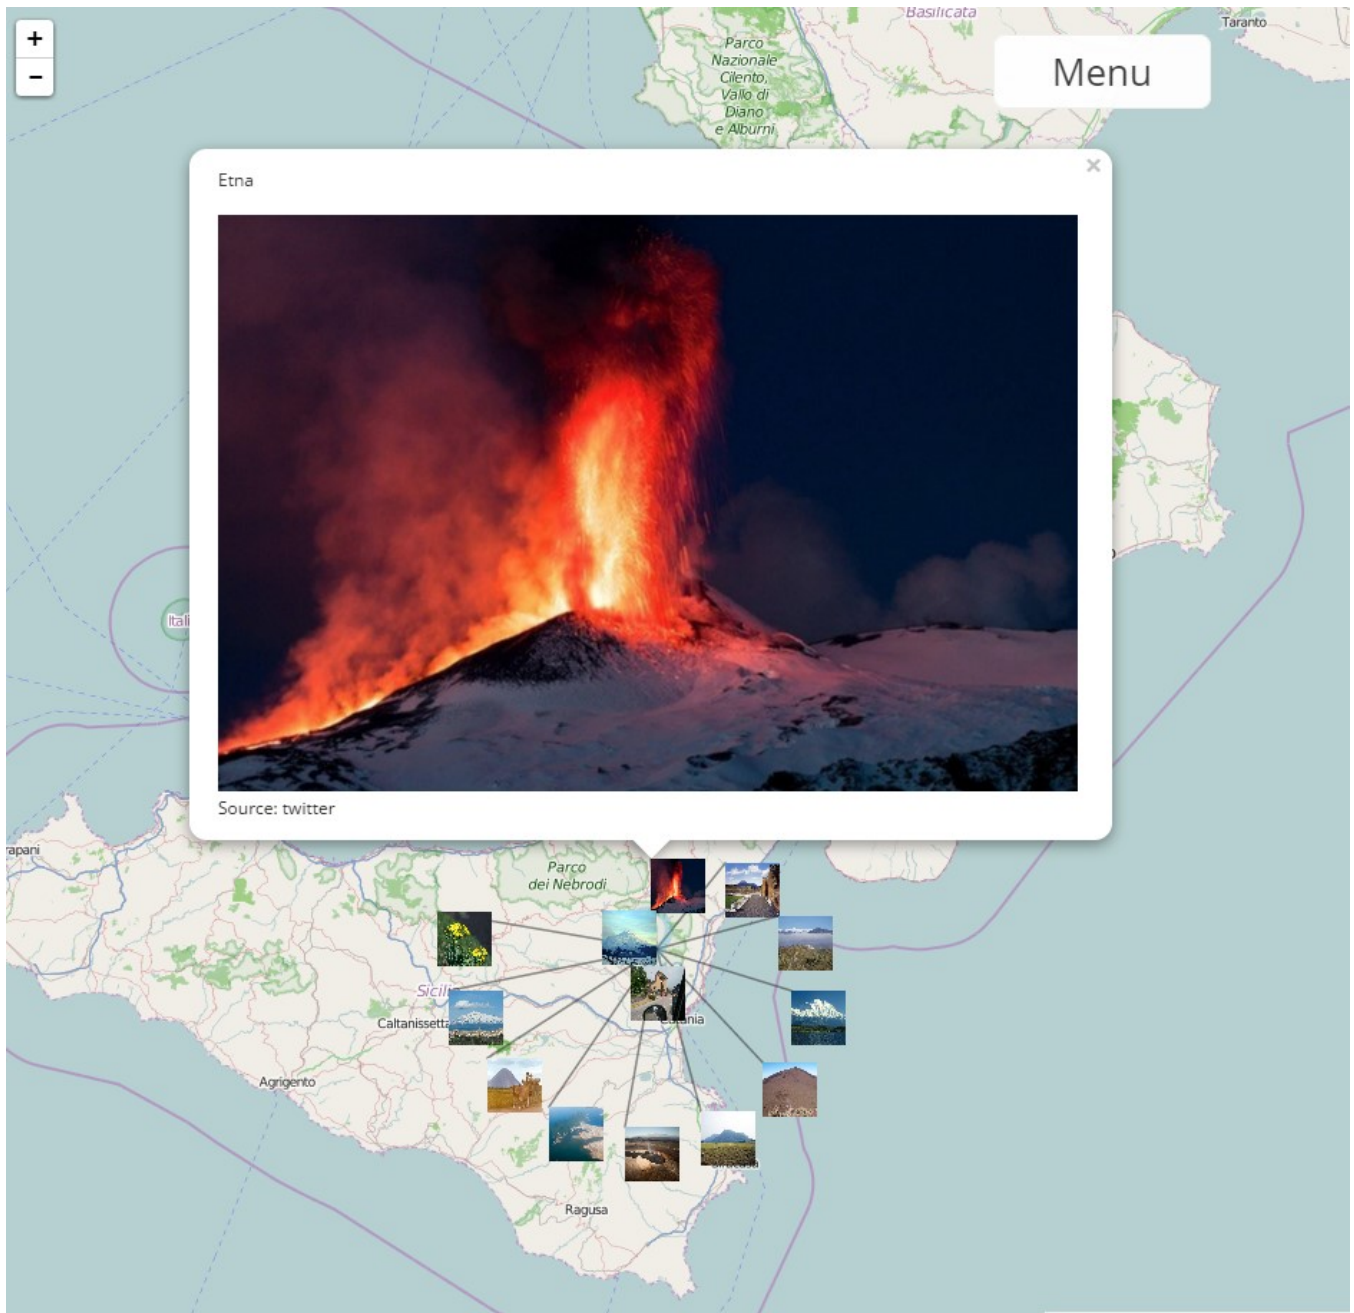 +
−
Basilicata
Taranto
Menu
Parco
Nazionale
Cilento,
Vallo di
Diano
e Alburni
×
Etna
Source: twitter
Parco
dei Nebrodi
Caltanissetta
Agrigento
Ragusa